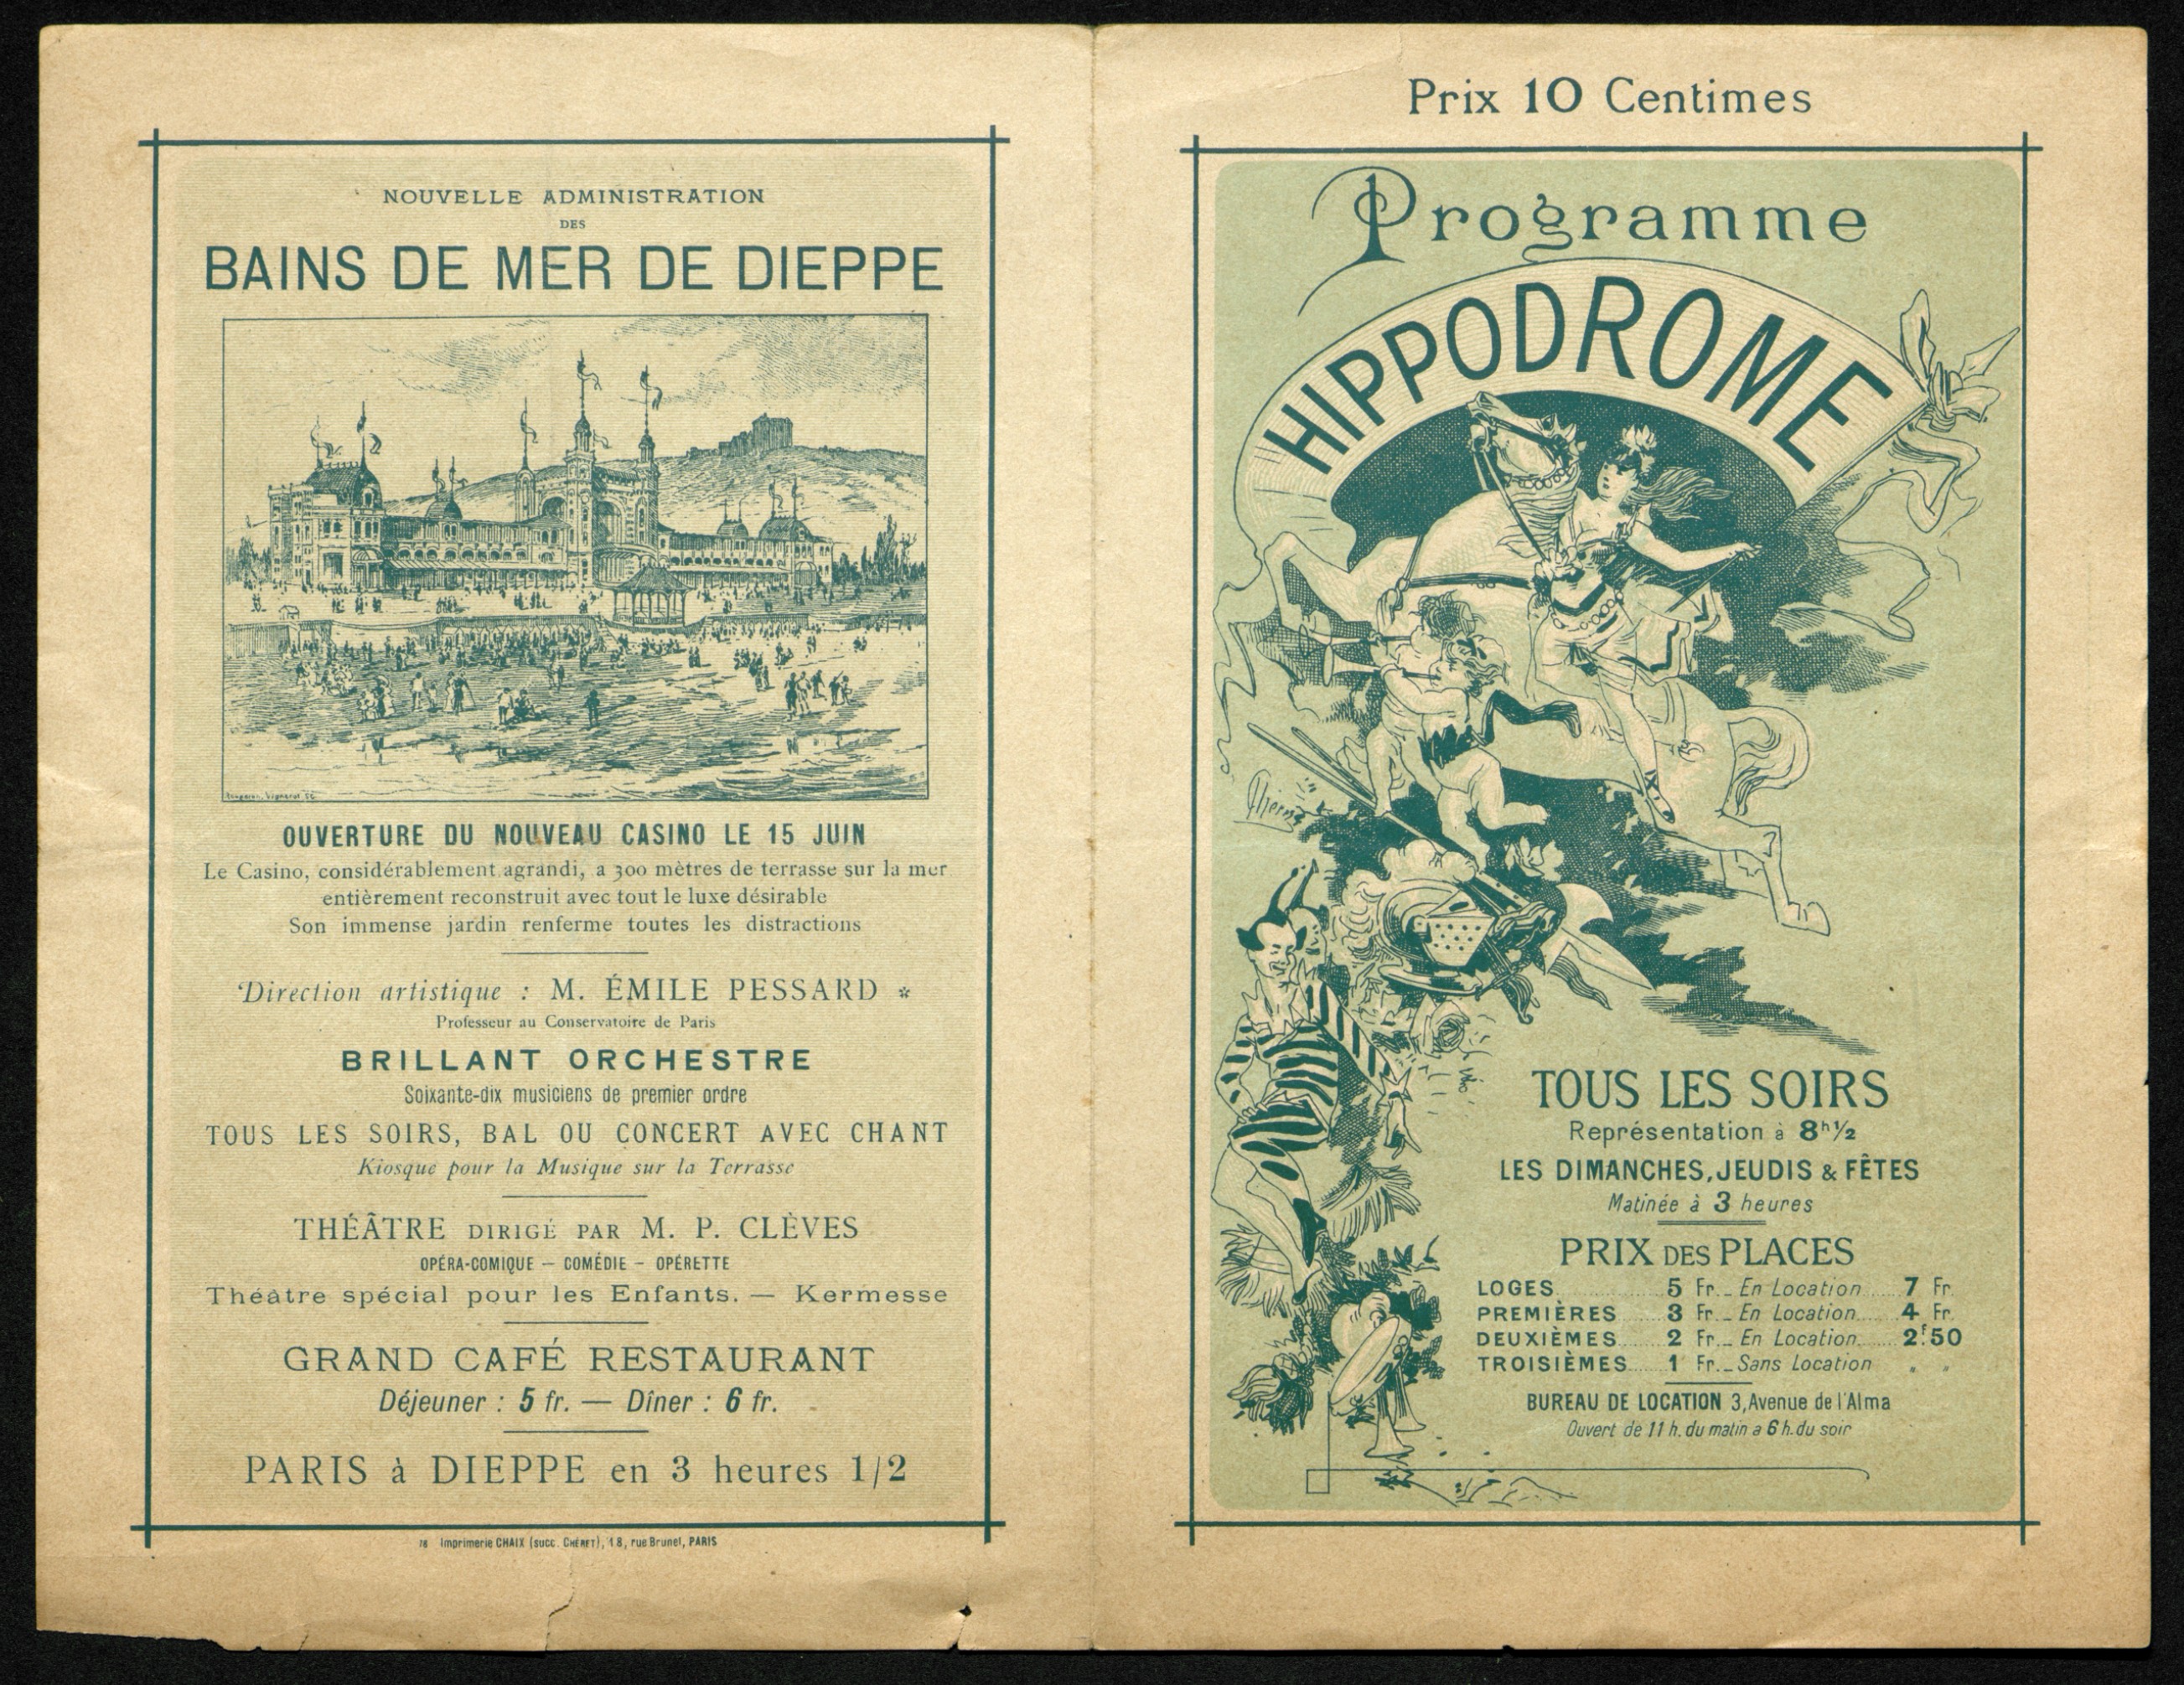 NOUVELLE ADMINISTRATION
DES
BAINS DE MER DE DIEPPE
OUVERTURE DU NOUVEAU CASINO LE 15 JUIN
Le Casino, considérablement agrandi, a 300 mètres de terrasse sur la mer
entièrement reconstruit avec tout le luxe désirable
Son immense jardin renferme toutes les distractions
Direction artistique : M. ÉMILE PESSARD *
Professeur au Conservatoire de Paris
BRILLANT ORCHESTRE
Soixante-dix musiciens de premier ordre
TOUS LES SOIRS, BAL OU CONCERT AVEC CHANT
Kiosque pour la Musique sur la Terrasse
THÉÂTRE DIRIGÉ PAR M. P. CLÈVES
OPÉRA-COMIQUE — COMÉDIE — OPÉRETTE
Théâtre spécial pour les Enfants. — Kermesse
GRAND CAFÉ RESTAURANT
Déjeuner : 5 fr. — Dîner : 6 fr.
PARIS à DIEPPE en 3 heures 1/2
Imprimerie CHAIX (succ. CHÉRET), 18, rue Brunel, PARIS
Prix 10 Centimes
Programme
HIPPODROME
Chéret
TOUS LES SOIRS
Représentation à 8h1/2
LES DIMANCHES, JEUDIS & FÊTES
Matinée à 3 heures
PRIX DES PLACES
LOGES 5 Fr. _ En Location 7 Fr.
PREMIÈRES 3 Fr. _ En Location 4 Fr.
DEUXIÈMES 2 Fr. _ En Location 2f.50
TROISIÈMES 1 Fr. _ Sans Location " "
BUREAU DE LOCATION 3, Avenue de l'Alma
Ouvert de 11 h. du matin a 6 h. du soir